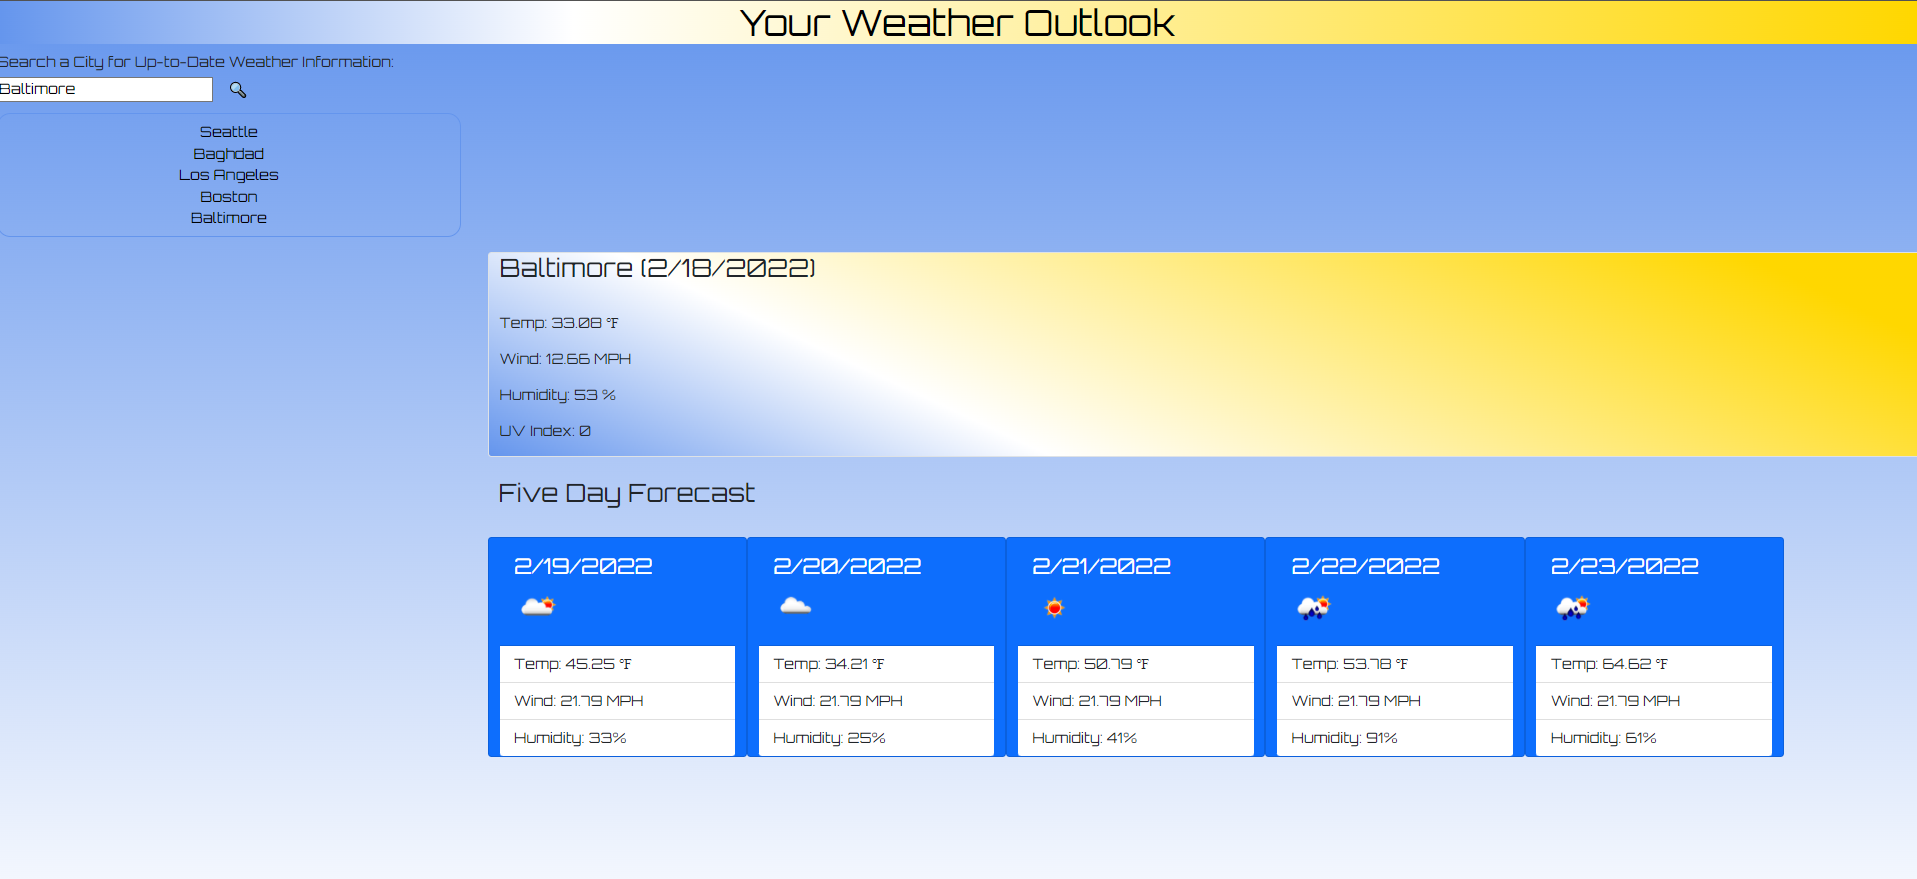 Your Weather Outlook
Search a City for Up-to-Date Weather Information:
Baltimore
Seattle
Baghdad
Los Angeles
Boston
Baltimore
Baltimore (2/18/2022)
Temp: 33.08 °F
Wind: 12.66 MPH
Humidity: 53 %
UV Index: 0
Five Day Forecast
2/19/2022
Temp: 45.25 °F
Wind: 21.79 MPH
Humidity: 33%
2/20/2022
Temp: 34.21 °F
Wind: 21.79 MPH
Humidity: 25%
2/21/2022
Temp: 50.79 °F
Wind: 21.79 MPH
Humidity: 41%
2/22/2022
Temp: 53.78 °F
Wind: 21.79 MPH
Humidity: 91%
2/23/2022
Temp: 64.62 °F
Wind: 21.79 MPH
Humidity: 61%